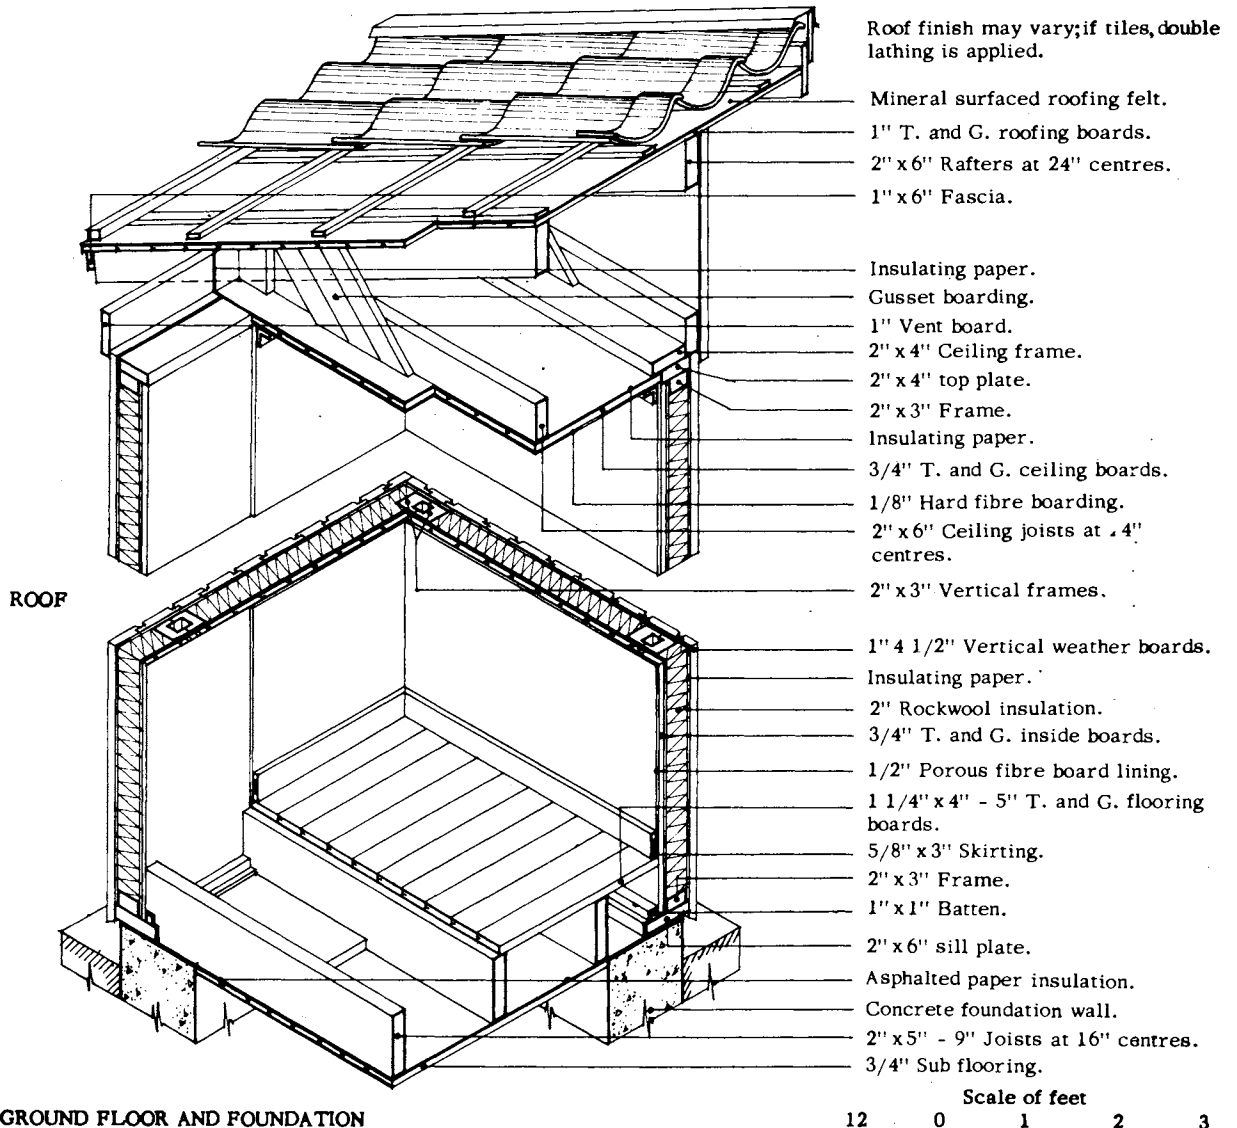 Roof finish may vary; if tiles, double
lathing is applied.
Mineral surfaced roofing felt.
1" T. and G. roofing boards.
2" x 6" Rafters at 24" centres.
1" x 6" Fascia.
Insulating paper.
Gusset boarding.
1" Vent board.
2" x 4" Ceiling frame.
2" x 4" top plate.
2" x 3" Frame.
Insulating paper.
3/4" T. and G. ceiling boards.
1/8" Hard fibre boarding.
2" x 6" Ceiling joists at 4"
centres.
2" x 3" Vertical frames.
ROOF
1" 4 1/2" Vertical weather boards.
Insulating paper.
2" Rockwool insulation.
3/4" T. and G. inside boards.
1/2" Porous fibre board lining.
1 1/4" x 4" - 5" T. and G. flooring
boards.
5/8" x 3" Skirting.
2" x 3" Frame.
1" x 1" Batten.
2" x 6" sill plate.
Asphalted paper insulation.
Concrete foundation wall.
2" x 5" - 9" Joists at 16" centres.
3/4" Sub flooring.
Scale of feet
GROUND FLOOR AND FOUNDATION
12 0 1 2 3